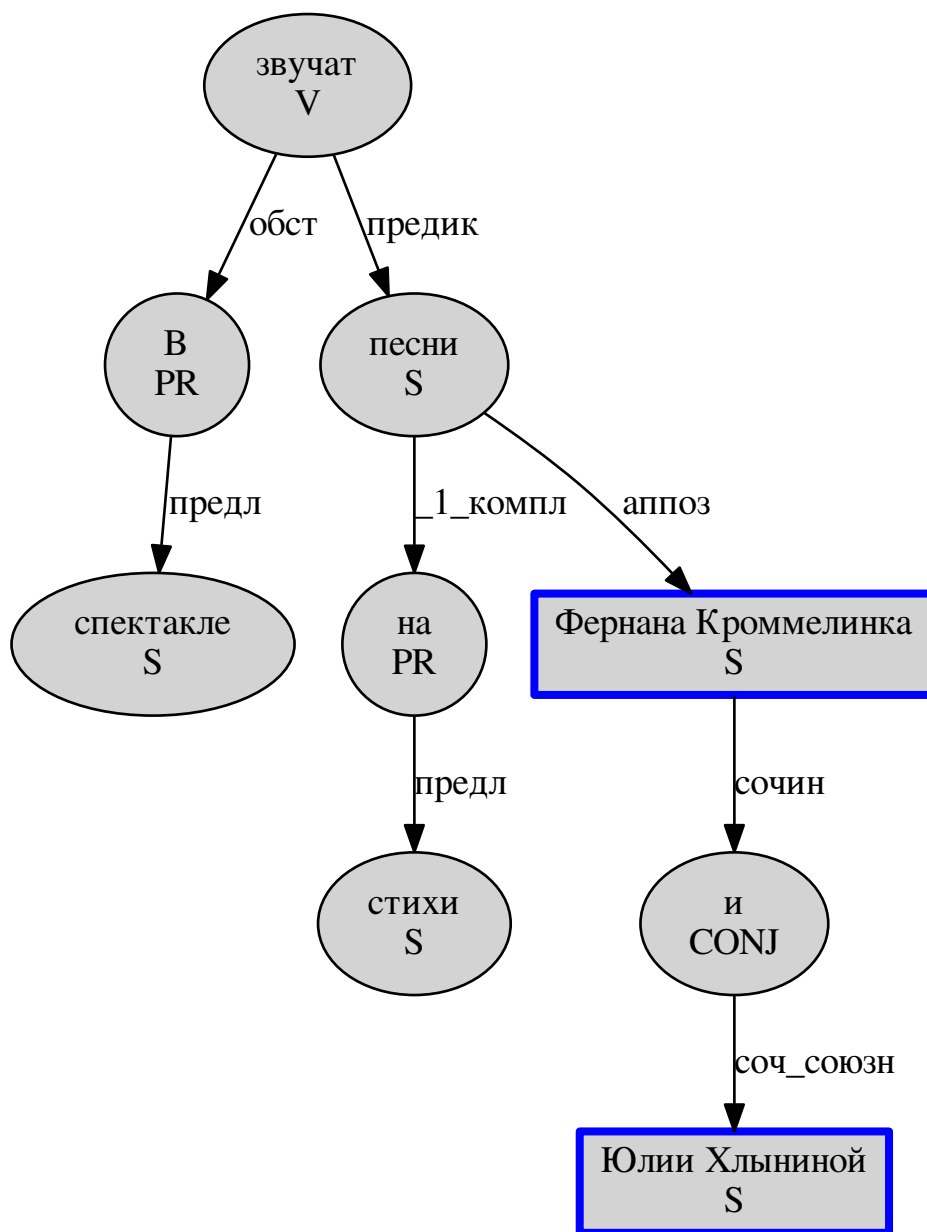 звучат
V
обст
предик
В
PR
песни
S
предл
_1_компл
аппоз
спектакле
S
на
PR
Фернана Кроммелинка
S
предл
сочин
стихи
S
и
CONJ
соч_союзн
Юлии Хлыниной
S